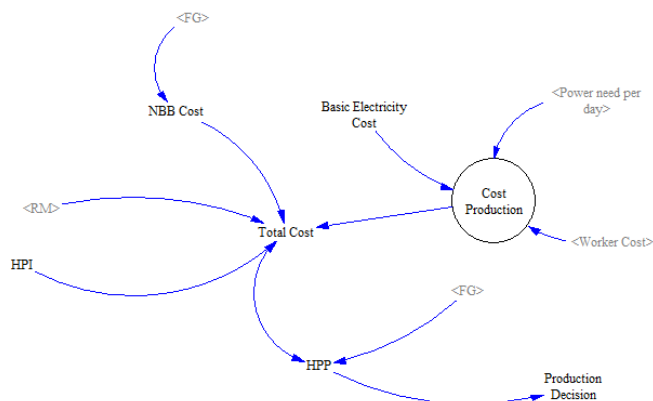 <FG>
NBB Cost
Basic Electricity
Cost
<Power need per
day>
Cost
Production
<RM>
Total Cost
<Worker Cost>
HPI
<FG>
HPP
Production
Decision